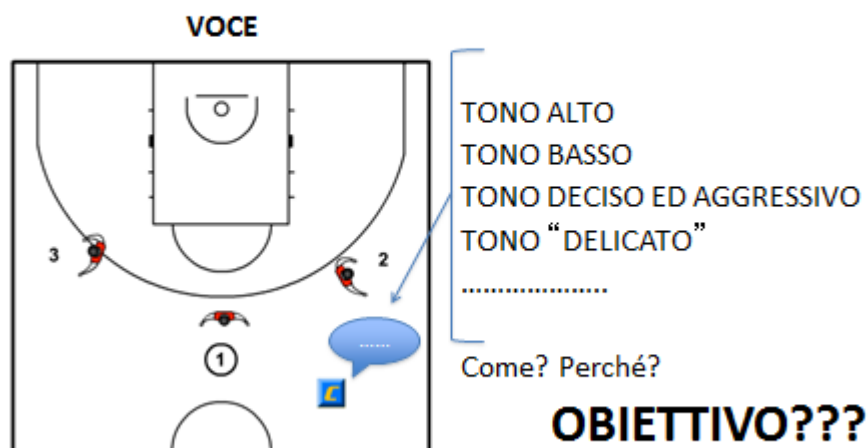 VOCE
TONO ALTO
TONO BASSO
TONO DECISO ED AGGRESSIVO
TONO “DELICATO”
...................
3
2
1
......
C
Come? Perché?
OBIETTIVO???